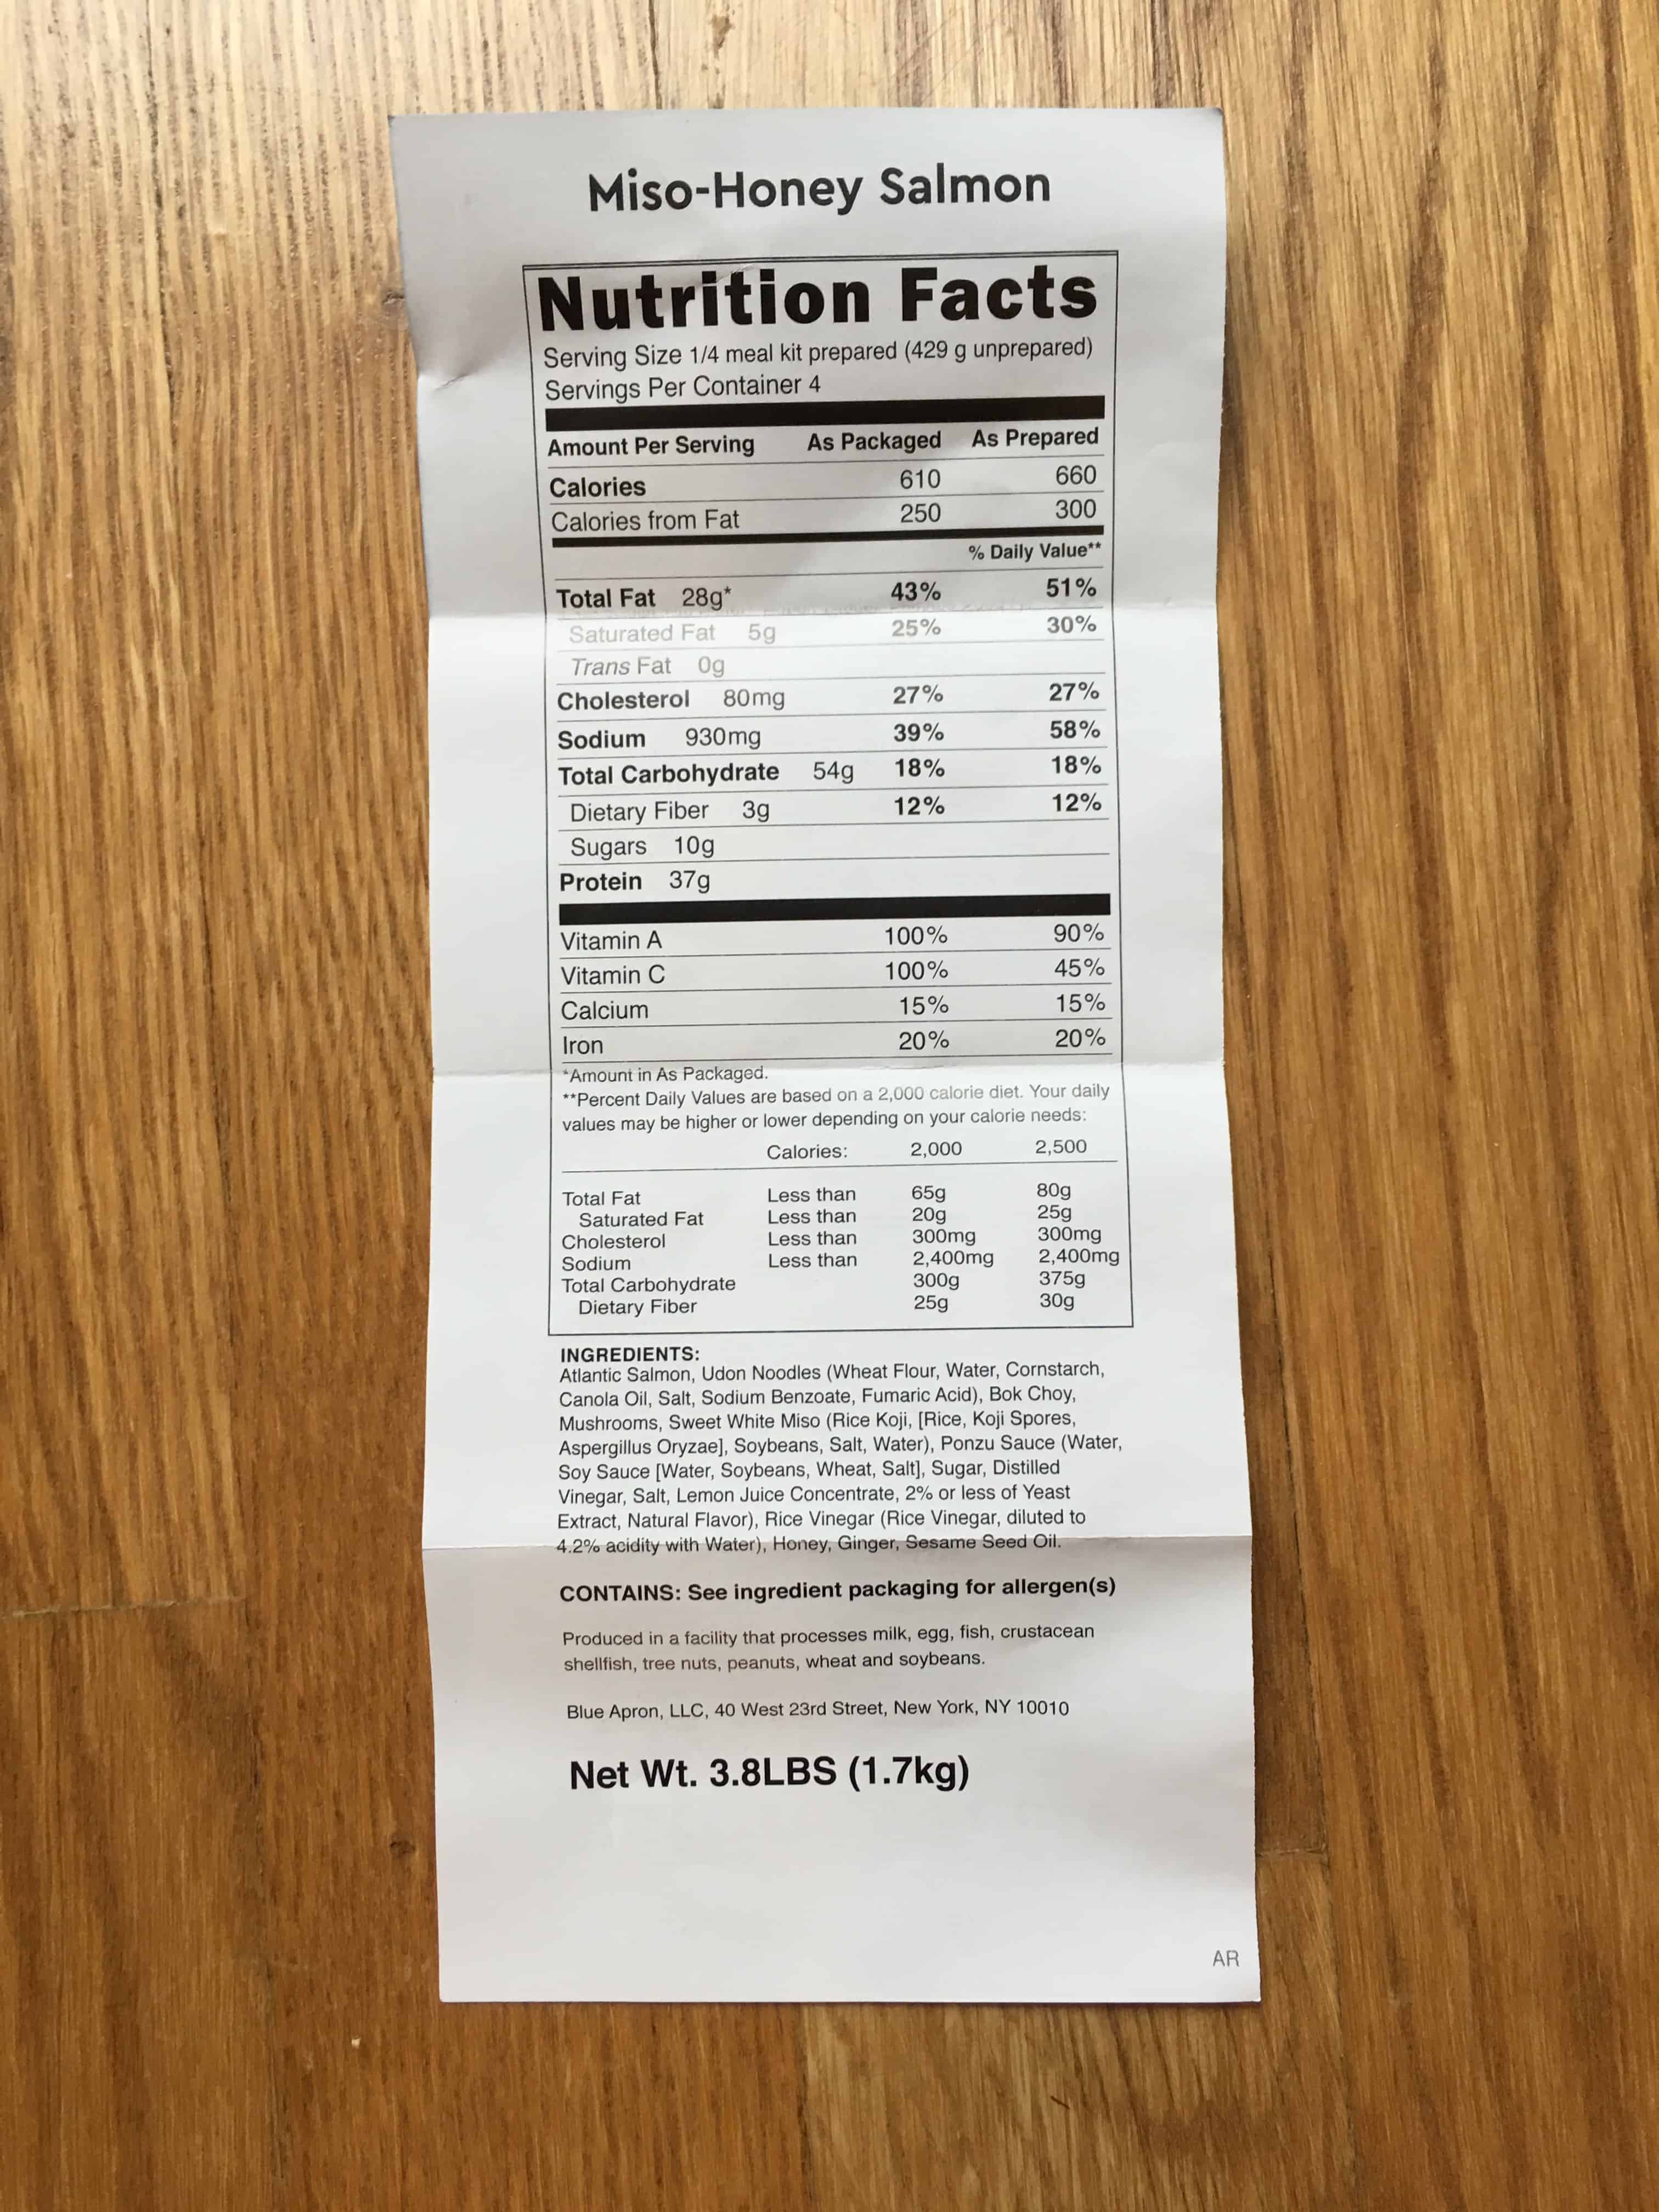 Miso-Honey Salmon
Nutrition Facts
Serving Size 1/4 meal kit prepared (429 g unprepared)
Servings Per Container 4
Amount Per Serving As Packaged As Prepared
Calories 610 660
Calories from Fat 250 300
% Daily Value**
Total Fat 28g* 43% 51%
Saturated Fat 5g 25% 30%
Trans Fat 0g
Cholesterol 80mg 27% 27%
Sodium 930mg 39% 58%
Total Carbohydrate 54g 18% 18%
Dietary Fiber 3g 12% 12%
Sugars 10g
Protein 37g
Vitamin A 100% 90%
Vitamin C 100% 45%
Calcium 15% 15%
Iron 20% 20%
*Amount in As Packaged.
**Percent Daily Values are based on a 2,000 calorie diet. Your daily
values may be higher or lower depending on your calorie needs:
Calories: 2,000 2,500
Total Fat Less than 65g 80g
Saturated Fat Less than 20g 25g
Cholesterol Less than 300mg 300mg
Sodium Less than 2,400mg 2,400mg
Total Carbohydrate 300g 375g
Dietary Fiber 25g 30g
INGREDIENTS:
Atlantic Salmon, Udon Noodles (Wheat Flour, Water, Cornstarch,
Canola Oil, Salt, Sodium Benzoate, Fumaric Acid), Bok Choy,
Mushrooms, Sweet White Miso (Rice Koji, [Rice, Koji Spores,
Aspergillus Oryzae], Soybeans, Salt, Water), Ponzu Sauce (Water,
Soy Sauce [Water, Soybeans, Wheat, Salt], Sugar, Distilled
Vinegar, Salt, Lemon Juice Concentrate, 2% or less of Yeast
Extract, Natural Flavor), Rice Vinegar (Rice Vinegar, diluted to
4.2% acidity with Water), Honey, Ginger, Sesame Seed Oil.
CONTAINS: See ingredient packaging for allergen(s)
Produced in a facility that processes milk, egg, fish, crustacean
shellfish, tree nuts, peanuts, wheat and soybeans.
Blue Apron, LLC, 40 West 23rd Street, New York, NY 10010
Net Wt. 3.8LBS (1.7kg)
AR